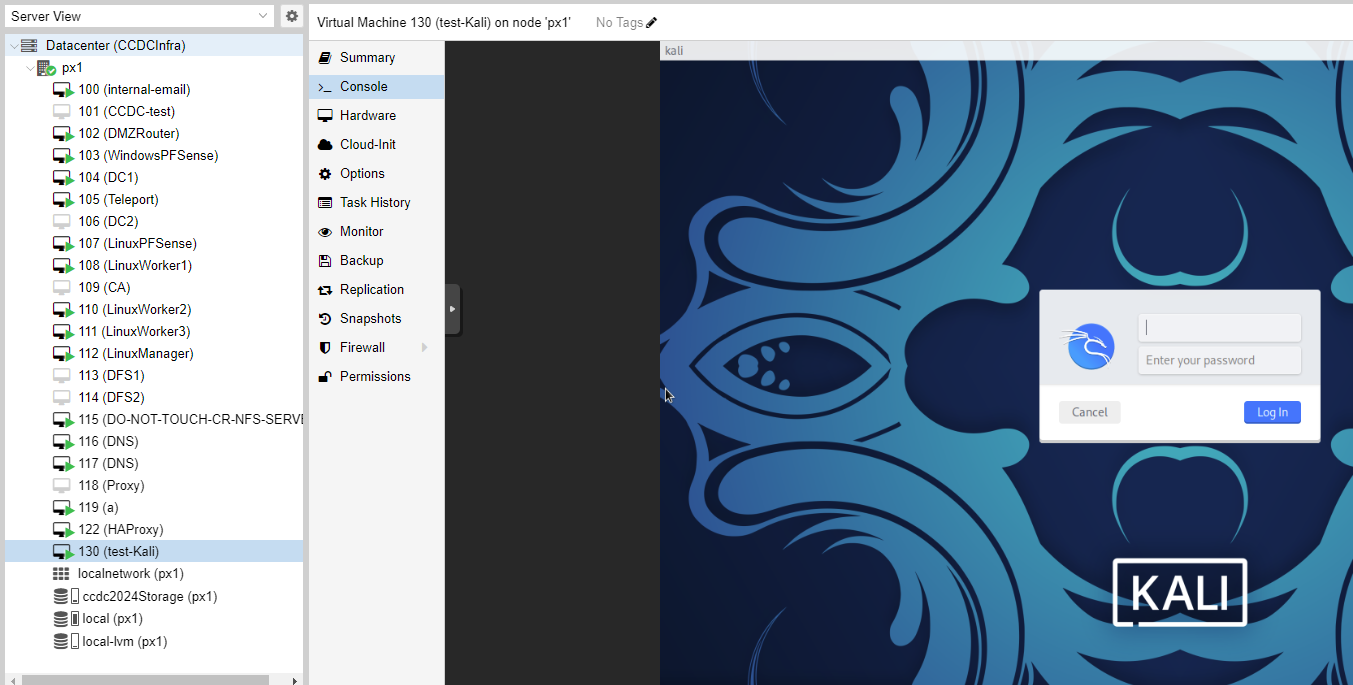 Server View
Virtual Machine 130 (test-Kali) on node 'px1'
No Tags
Datacenter (CCDCInfra)
px1
100 (internal-email)
101 (CCDC-test)
102 (DMZRouter)
103 (WindowsPFSense)
104 (DC1)
105 (Teleport)
106 (DC2)
107 (LinuxPFSense)
108 (LinuxWorker1)
109 (CA)
110 (LinuxWorker2)
111 (LinuxWorker3)
112 (LinuxManager)
113 (DFS1)
114 (DFS2)
115 (DO-NOT-TOUCH-CR-NFS-SERVE
116 (DNS)
117 (DNS)
118 (Proxy)
119 (a)
122 (HAProxy)
130 (test-Kali)
localnetwork (px1)
ccdc2024Storage (px1)
local (px1)
local-lvm (px1)
Summary
>_ Console
Hardware
Cloud-Init
Options
Task History
Monitor
Backup
Replication
Snapshots
Firewall
Permissions
kali
Enter your password
Cancel
Log In
KALI